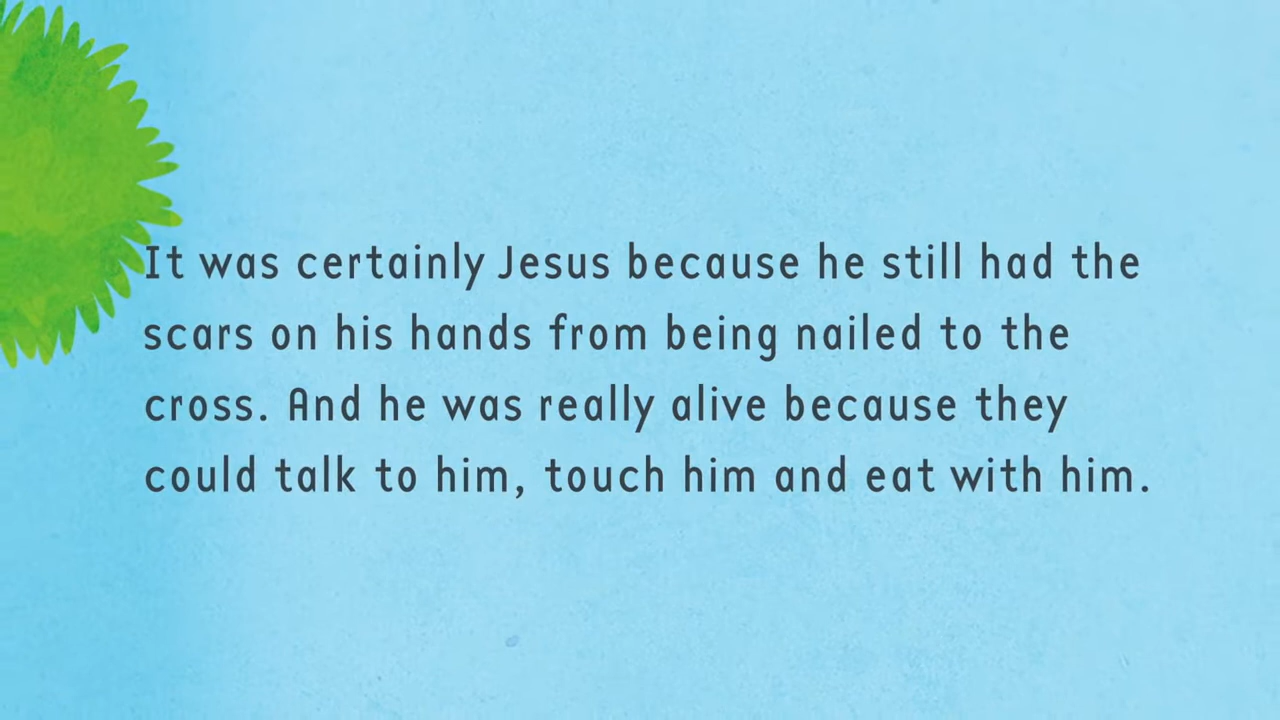 It was certainly Jesus because he still had the
scars on his hands from being nailed to the
cross. And he was really alive because they
could talk to him, touch him and eat with him.